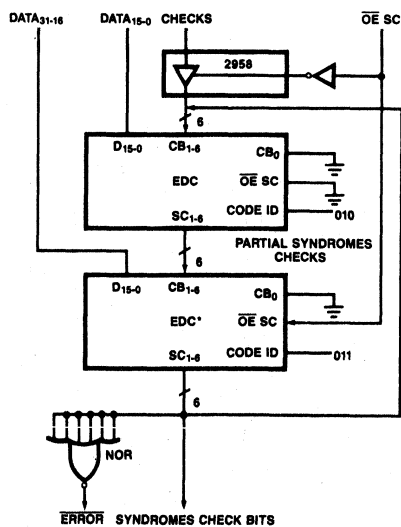 DATA31-16 DATA15-0 CHECKS OE SC
2958
6
D15-0 CB1-6 CB0
EDC OE SC
SC1-6 CODE ID 010
PARTIAL SYNDROMES
CHECKS
6
D15-0 CB1-6 CB0
EDC* OE SC
SC1-6 CODE ID 011
6
NOR
ERROR SYNDROMES CHECK BITS